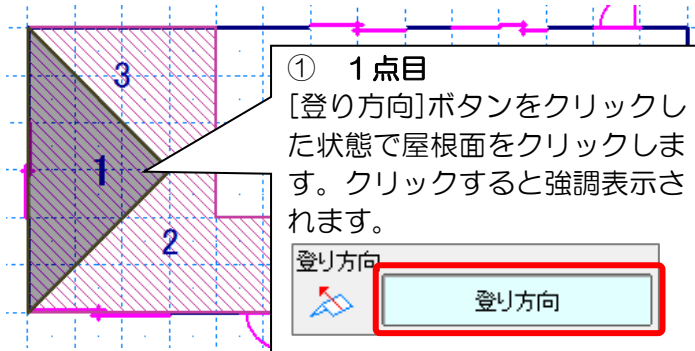 3
1
2
① 1点目
[登り方向]ボタンをクリックし
た状態で屋根面をクリックしま
す。クリックすると強調表示さ
れます。
登り方向
登り方向